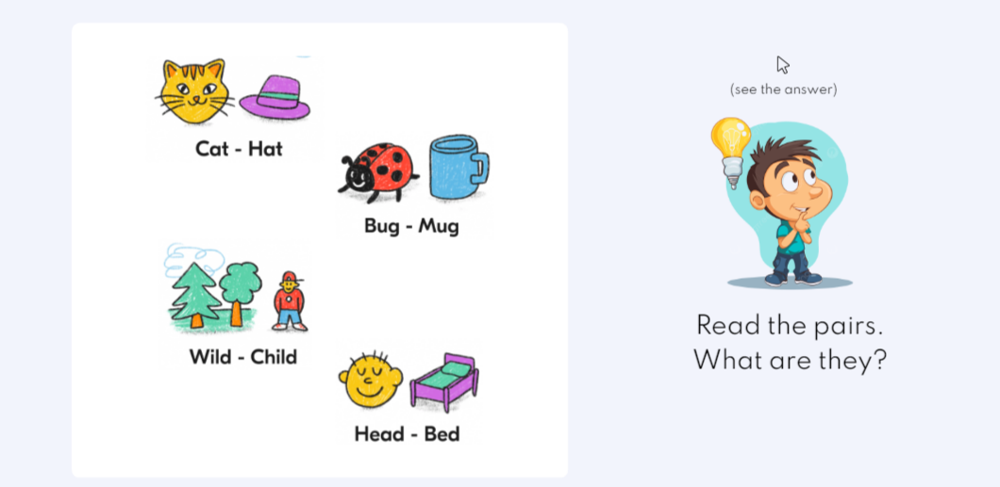 Cat - Hat
Bug - Mug
Wild - Child
Head - Bed
(see the answer)
Read the pairs.
What are they?